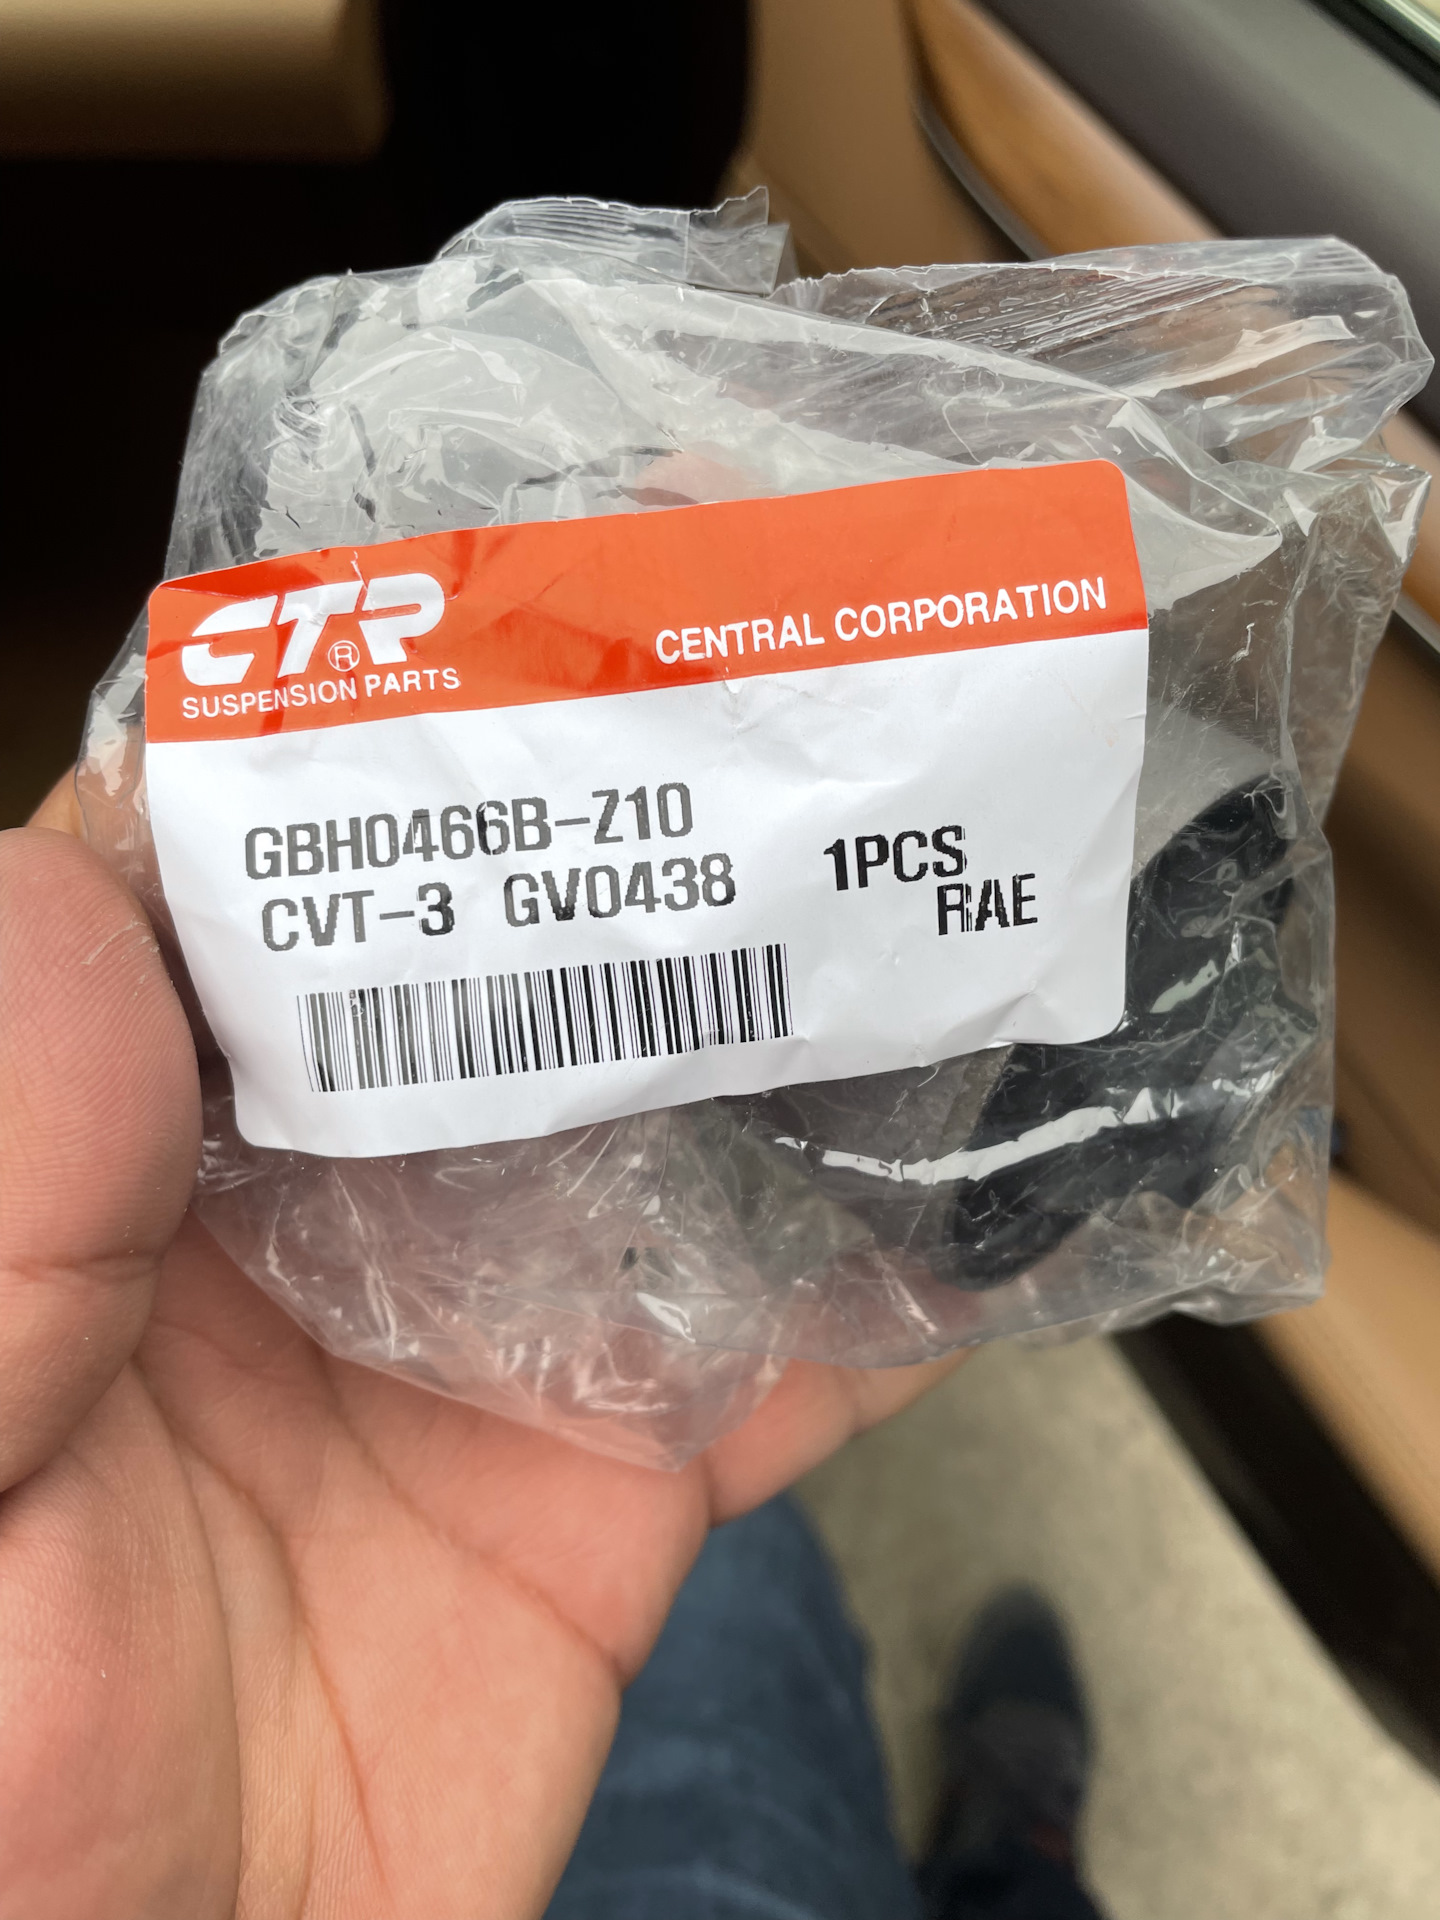 CTR®
SUSPENSION PARTS
CENTRAL CORPORATION
GBH0466B-Z10
CVT-3 GV0438
1PCS
RAE